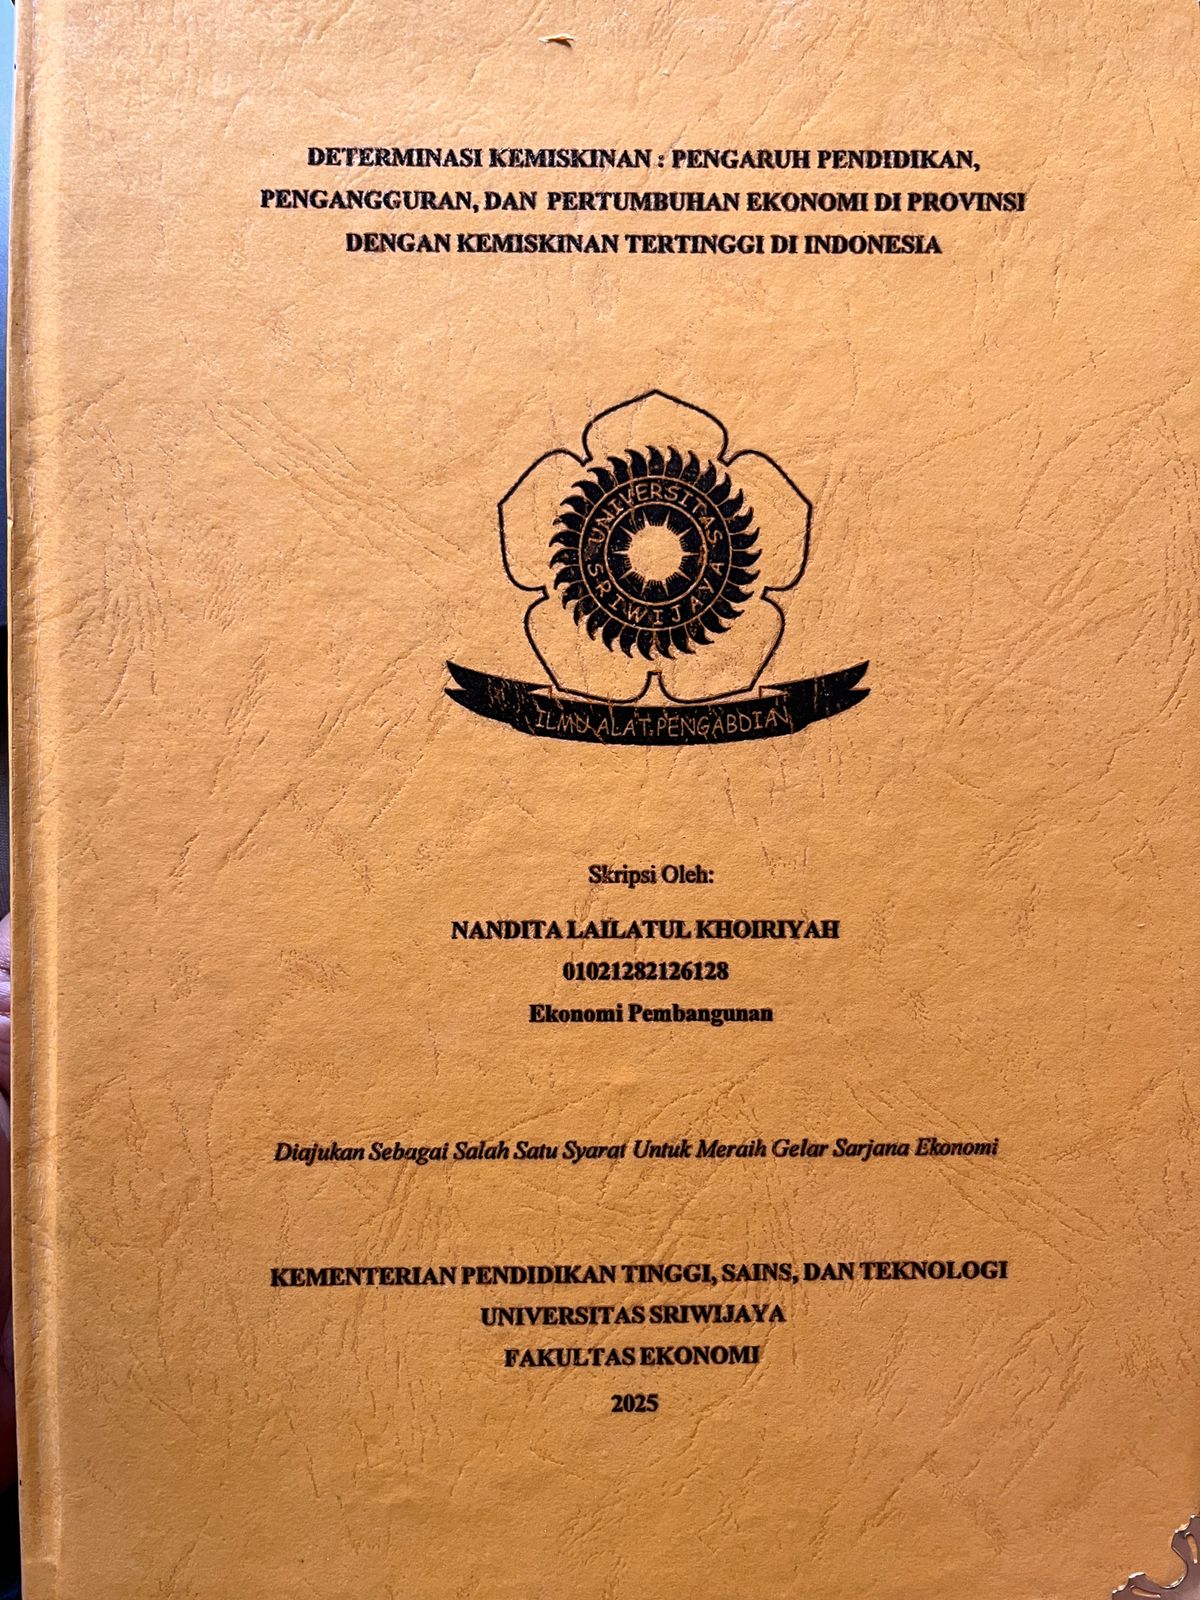 DETERMINASI KEMISKINAN : PENGARUH PENDIDIKAN,
PENGANGGURAN, DAN PERTUMBUHAN EKONOMI DI PROVINSI
DENGAN KEMISKINAN TERTINGGI DI INDONESIA
UNIVERSITAS
SRIWIJAYA
ILMU ALAT PENGABDIAN
Skripsi Oleh:
NANDITA LAILATUL KHOIRIYAH
01021282126128
Ekonomi Pembangunan
Diajukan Sebagai Salah Satu Syarat Untuk Meraih Gelar Sarjana Ekonomi
KEMENTERIAN PENDIDIKAN TINGGI, SAINS, DAN TEKNOLOGI
UNIVERSITAS SRIWIJAYA
FAKULTAS EKONOMI
2025